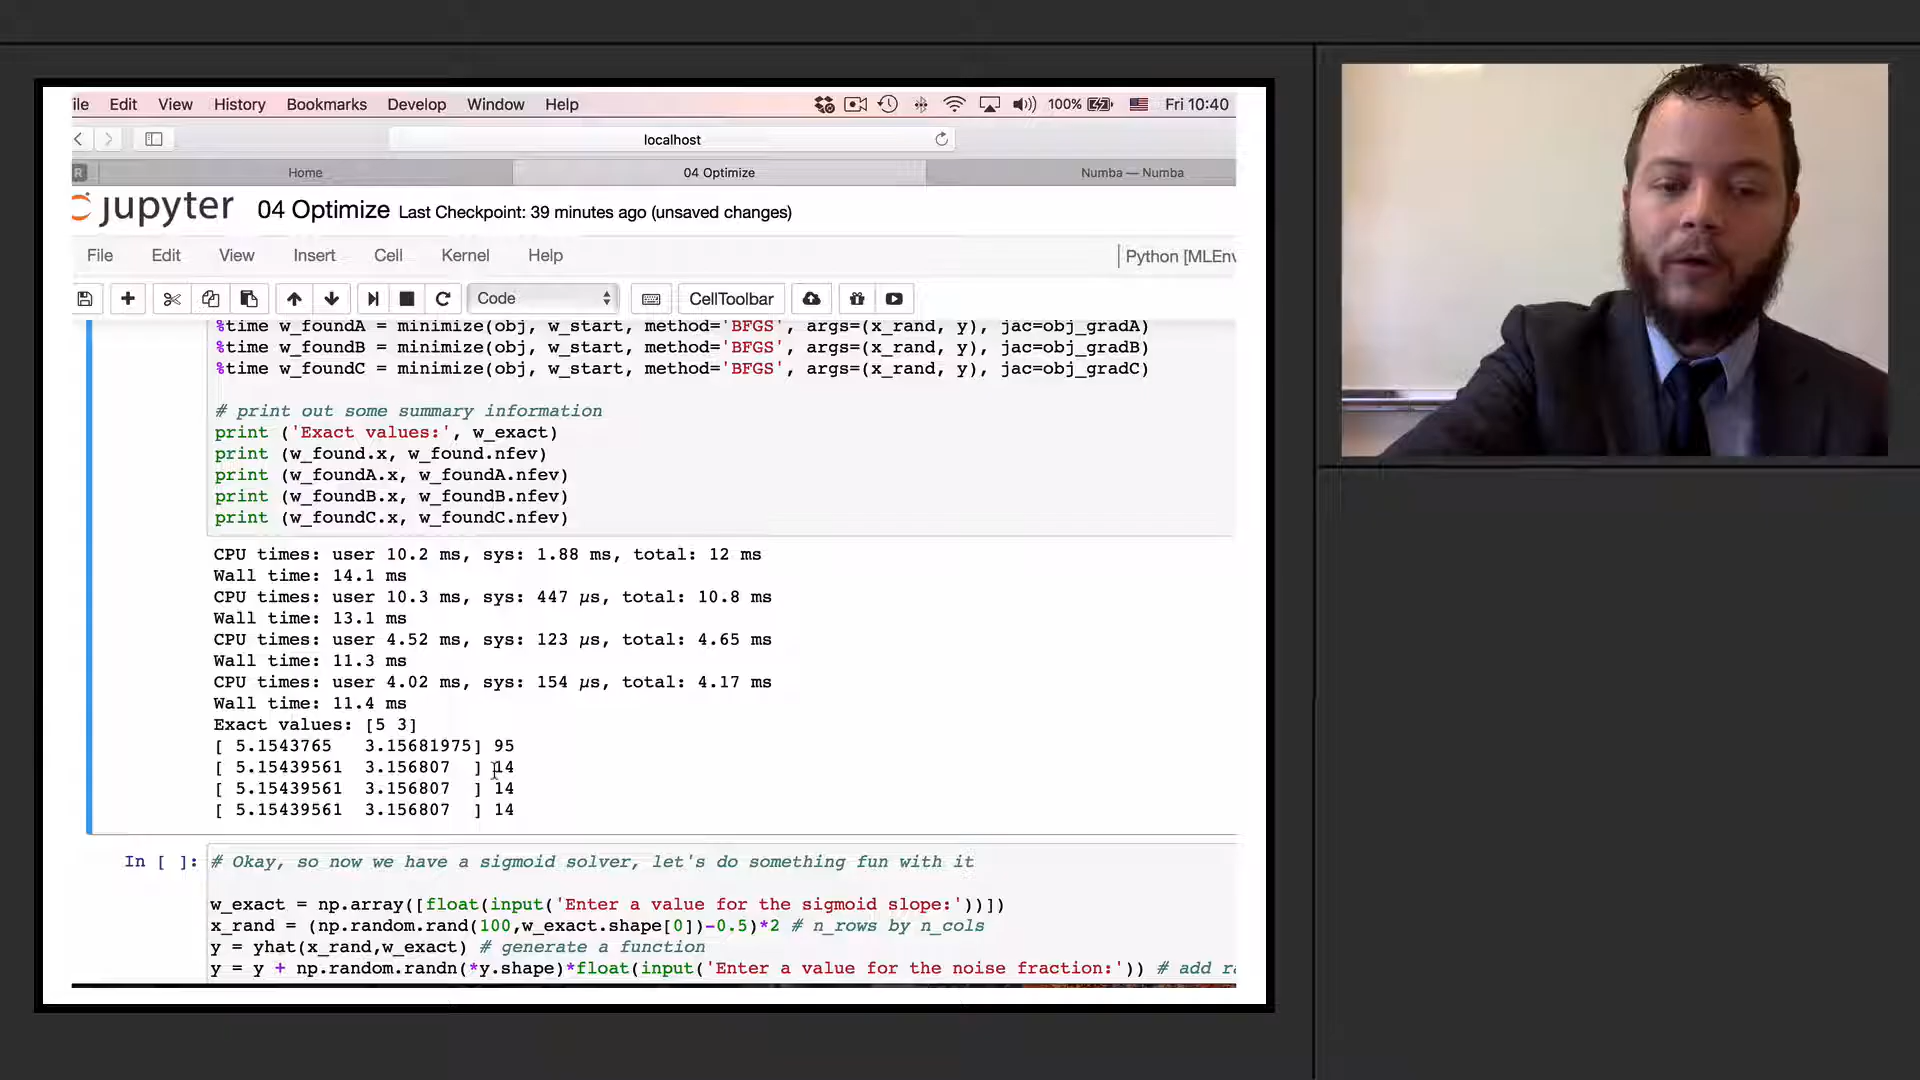 ile Edit View History Bookmarks Develop Window Help 100% Fri 10:40
localhost
R Home 04 Optimize Numba — Numba
jupyter 04 Optimize Last Checkpoint: 39 minutes ago (unsaved changes)
File Edit View Insert Cell Kernel Help Python [MLEnv
Code CellToolbar
%time w_foundA = minimize(obj, w_start, method='BFGS', args=(x_rand, y), jac=obj_gradA)
%time w_foundB = minimize(obj, w_start, method='BFGS', args=(x_rand, y), jac=obj_gradB)
%time w_foundC = minimize(obj, w_start, method='BFGS', args=(x_rand, y), jac=obj_gradC)
# print out some summary information
print ('Exact values:', w_exact)
print (w_found.x, w_found.nfev)
print (w_foundA.x, w_foundA.nfev)
print (w_foundB.x, w_foundB.nfev)
print (w_foundC.x, w_foundC.nfev)
CPU times: user 10.2 ms, sys: 1.88 ms, total: 12 ms
Wall time: 14.1 ms
CPU times: user 10.3 ms, sys: 447 µs, total: 10.8 ms
Wall time: 13.1 ms
CPU times: user 4.52 ms, sys: 123 µs, total: 4.65 ms
Wall time: 11.3 ms
CPU times: user 4.02 ms, sys: 154 µs, total: 4.17 ms
Wall time: 11.4 ms
Exact values: [5 3]
[ 5.1543765 3.15681975] 95
[ 5.15439561 3.156807 ] 14
[ 5.15439561 3.156807 ] 14
[ 5.15439561 3.156807 ] 14
In [ ]: # Okay, so now we have a sigmoid solver, let's do something fun with it
w_exact = np.array([float(input('Enter a value for the sigmoid slope:'))])
x_rand = (np.random.rand(100,w_exact.shape[0])-0.5)*2 # n_rows by n_cols
y = yhat(x_rand,w_exact) # generate a function
y = y + np.random.randn(*y.shape)*float(input('Enter a value for the noise fraction:')) # add ra